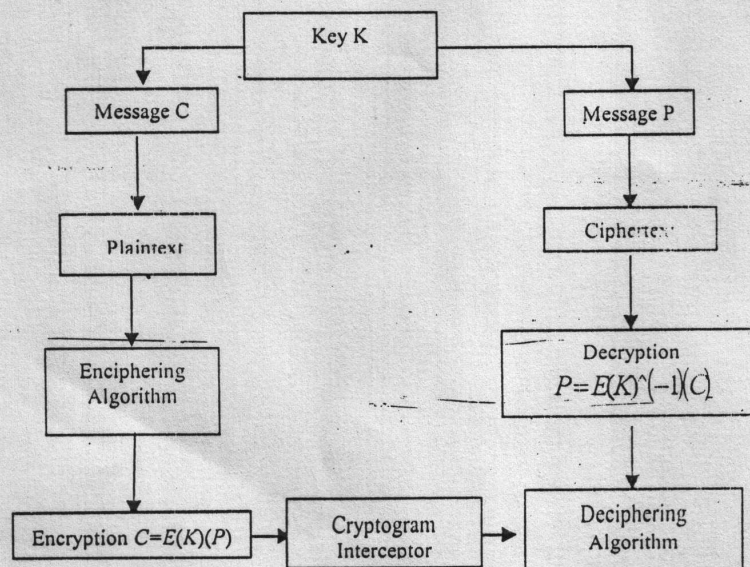 Key K
Message C
Message P
Plaintext
Ciphertext
Enciphering
Algorithm
Decryption
P=E(K)^(-1)(C)
Encryption C=E(K)(P)
Cryptogram
Interceptor
Deciphering
Algorithm